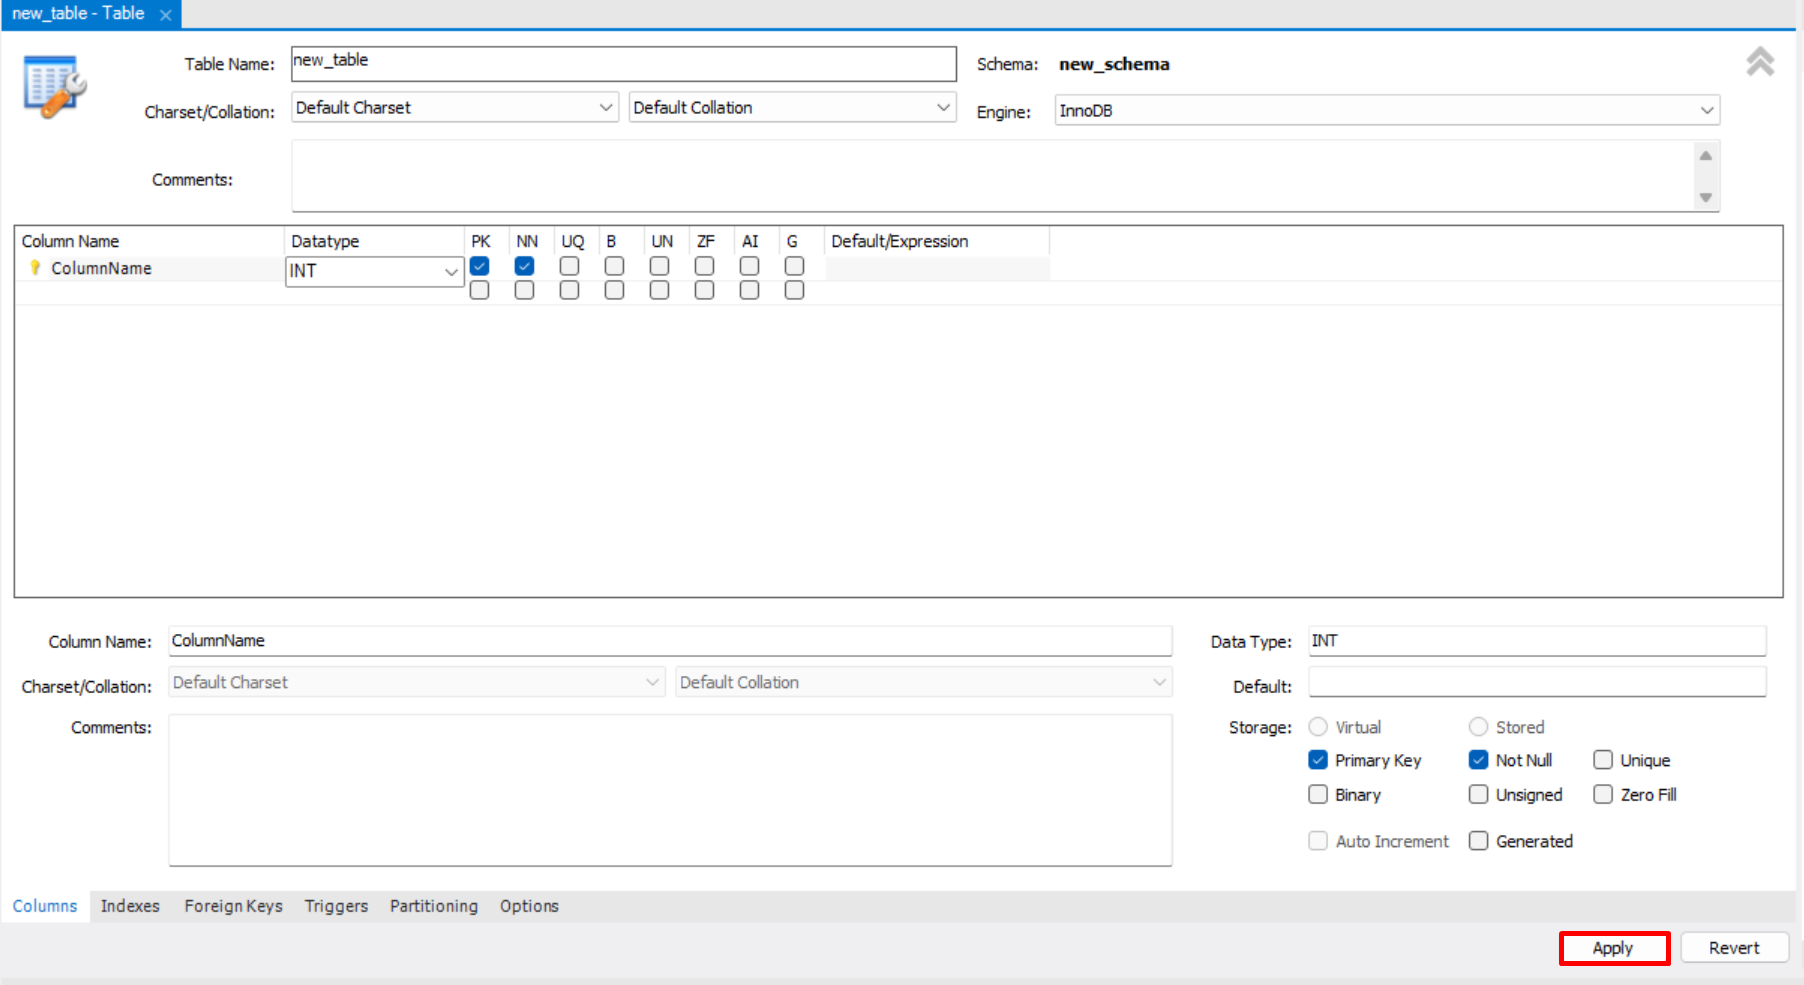 new_table - Table
Table Name: new_table Schema: new_schema
Charset/Collation: Default Charset Default Collation Engine: InnoDB
Comments:
Column Name Datatype PK NN UQ B UN ZF AI G Default/Expression
ColumnName INT
Column Name: ColumnName Data Type: INT
Charset/Collation: Default Charset Default Collation Default:
Comments: Storage: Virtual Stored
Primary Key Not Null Unique
Binary Unsigned Zero Fill
Auto Increment Generated
Columns Indexes Foreign Keys Triggers Partitioning Options
Apply Revert